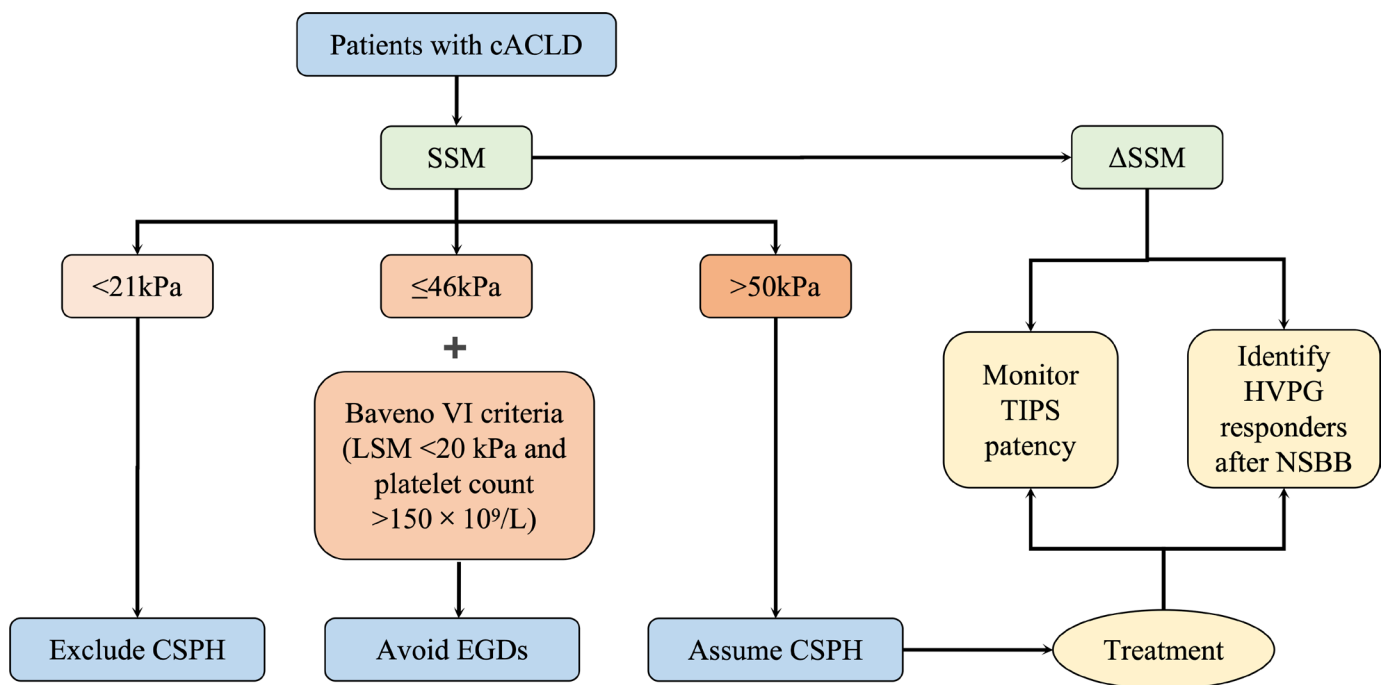 Patients with cACLD
SSM
ΔSSM
<21kPa
≤46kPa
>50kPa
+
Baveno VI criteria
(LSM <20 kPa and
platelet count
>150 × 10⁹/L)
Monitor
TIPS
patency
Identify
HVPG
responders
after NSBB
Exclude CSPH
Avoid EGDs
Assume CSPH
Treatment